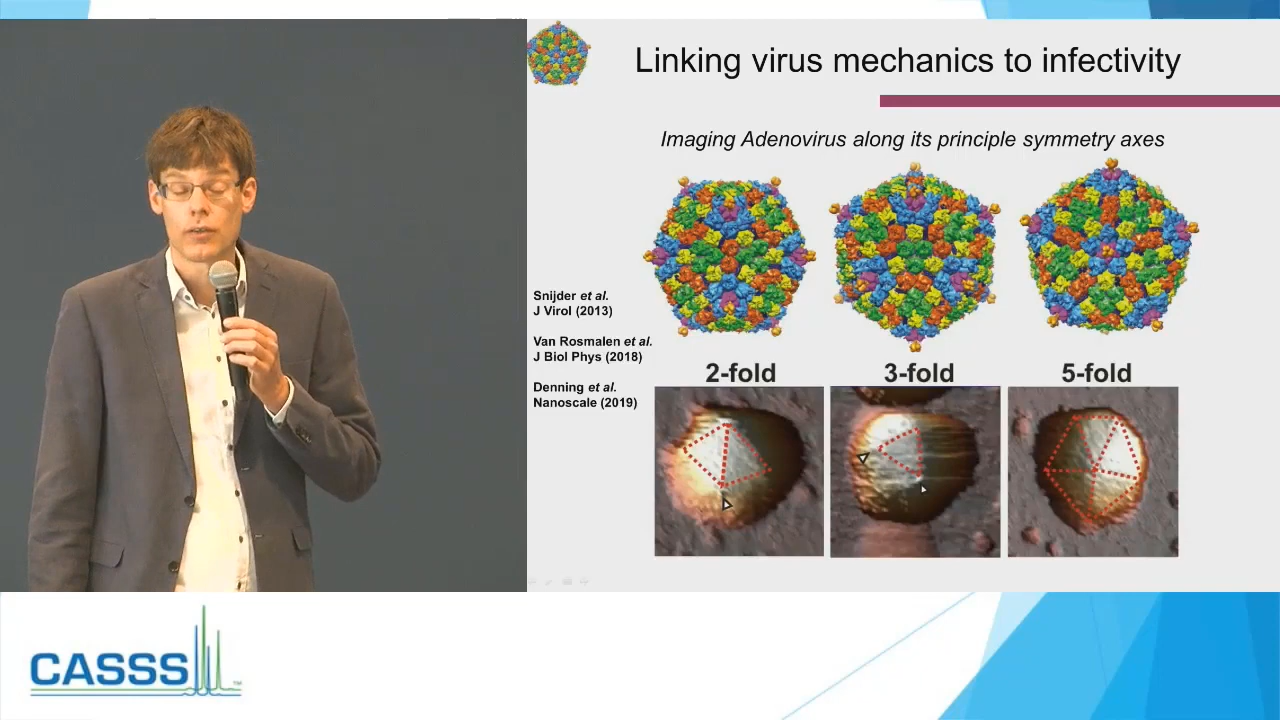 Linking virus mechanics to infectivity
Imaging Adenovirus along its principle symmetry axes
Snijder et al.
J Virol (2013)
Van Rosmalen et al.
J Biol Phys (2018)
Denning et al.
Nanoscale (2019)
2-fold
3-fold
5-fold
CASSS
TM